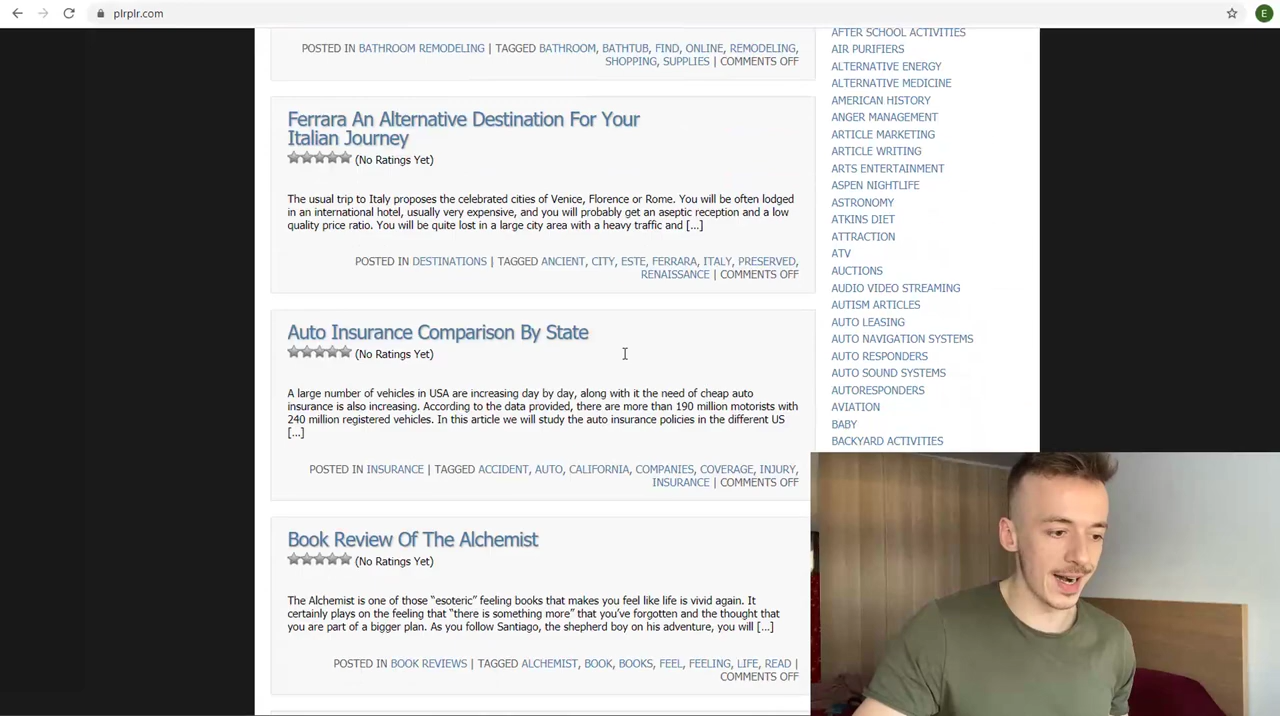 plrplr.com
E
POSTED IN BATHROOM REMODELING | TAGGED BATHROOM, BATHTUB, FIND, ONLINE, REMODELING,
SHOPPING, SUPPLIES | COMMENTS OFF
Ferrara An Alternative Destination For Your
Italian Journey
(No Ratings Yet)
The usual trip to Italy proposes the celebrated cities of Venice, Florence or Rome. You will be often lodged
in an international hotel, usually very expensive, and you will probably get an aseptic reception and a low
quality price ratio. You will be quite lost in a large city area with a heavy traffic and [...]
POSTED IN DESTINATIONS | TAGGED ANCIENT, CITY, ESTE, FERRARA, ITALY, PRESERVED,
RENAISSANCE | COMMENTS OFF
Auto Insurance Comparison By State
(No Ratings Yet)
A large number of vehicles in USA are increasing day by day, along with it the need of cheap auto
insurance is also increasing. According to the data provided, there are more than 190 million motorists with
240 million registered vehicles. In this article we will study the auto insurance policies in the different US
[...]
POSTED IN INSURANCE | TAGGED ACCIDENT, AUTO, CALIFORNIA, COMPANIES, COVERAGE, INJURY,
INSURANCE | COMMENTS OFF
Book Review Of The Alchemist
(No Ratings Yet)
The Alchemist is one of those “esoteric” feeling books that makes you feel like life is vivid again. It
certainly plays on the feeling that “there is something more” that you’ve forgotten and the thought that
you are part of a bigger plan. As you follow Santiago, the shepherd boy on his adventure, you will [...]
POSTED IN BOOK REVIEWS | TAGGED ALCHEMIST, BOOK, BOOKS, FEEL, FEELING, LIFE, READ |
COMMENTS OFF
AFTER SCHOOL ACTIVITIES
AIR PURIFIERS
ALTERNATIVE ENERGY
ALTERNATIVE MEDICINE
AMERICAN HISTORY
ANGER MANAGEMENT
ARTICLE MARKETING
ARTICLE WRITING
ARTS ENTERTAINMENT
ASPEN NIGHTLIFE
ASTRONOMY
ATKINS DIET
ATTRACTION
ATV
AUCTIONS
AUDIO VIDEO STREAMING
AUTISM ARTICLES
AUTO LEASING
AUTO NAVIGATION SYSTEMS
AUTO RESPONDERS
AUTO SOUND SYSTEMS
AUTORESPONDERS
AVIATION
BABY
BACKYARD ACTIVITIES